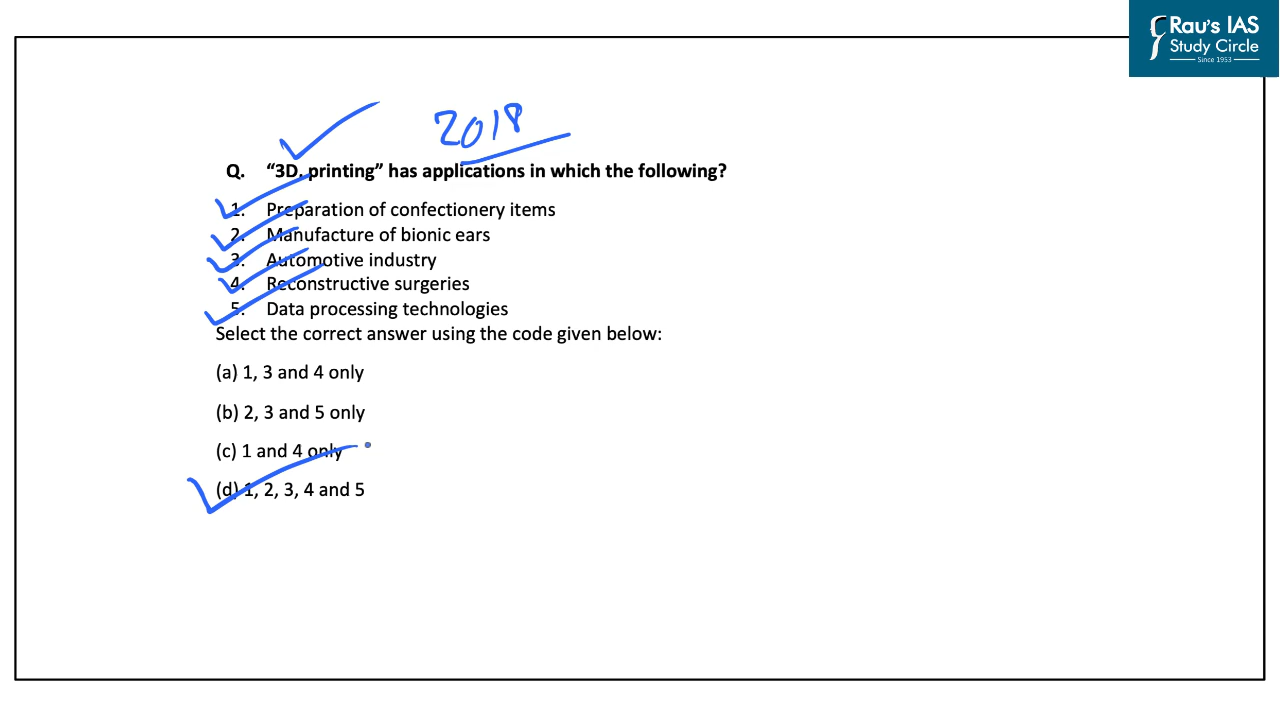 Rau's IAS
Study Circle
Since 1953
2018
Q. “3D, printing” has applications in which the following?
1. Preparation of confectionery items
2. Manufacture of bionic ears
3. Automotive industry
4. Reconstructive surgeries
5. Data processing technologies
Select the correct answer using the code given below:
(a) 1, 3 and 4 only
(b) 2, 3 and 5 only
(c) 1 and 4 only
(d) 1, 2, 3, 4 and 5